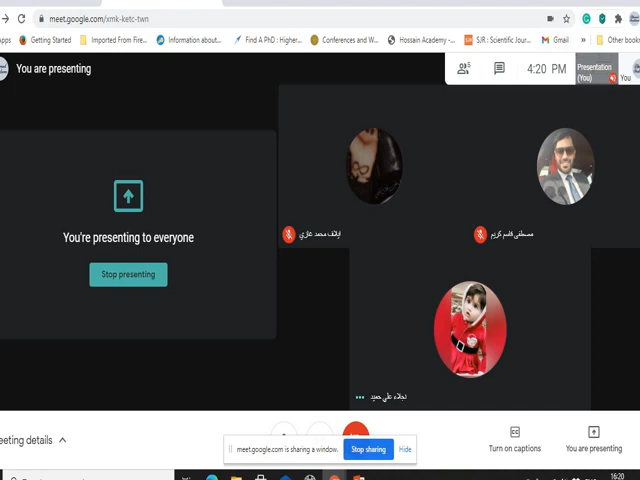 meet.google.com/xmk-ketc-twn
Apps
Getting Started
Imported From Fire...
Information about...
Find A PhD : Higher...
Conferences and W...
Hossain Academy -...
SJR : Scientific Jour...
Gmail
»
Other book
You are presenting
5
4:20 PM
Presentation
(You)
You
You're presenting to everyone
Stop presenting
مصطفى قاسم كريم
نجلاء علي حميد
eeting details
meet.google.com is sharing a window.
Stop sharing
Hide
Turn on captions
You are presenting
16:20